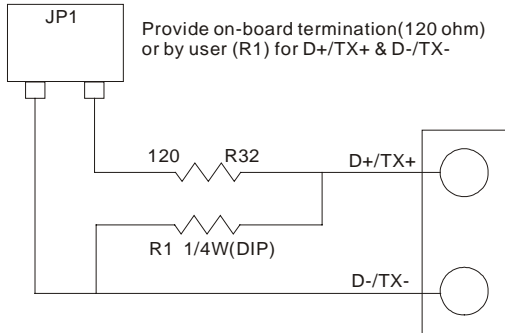 JP1
Provide on-board termination(120 ohm)
or by user (R1) for D+/TX+ & D-/TX-
120 R32
D+/TX+
R1 1/4W(DIP)
D-/TX-